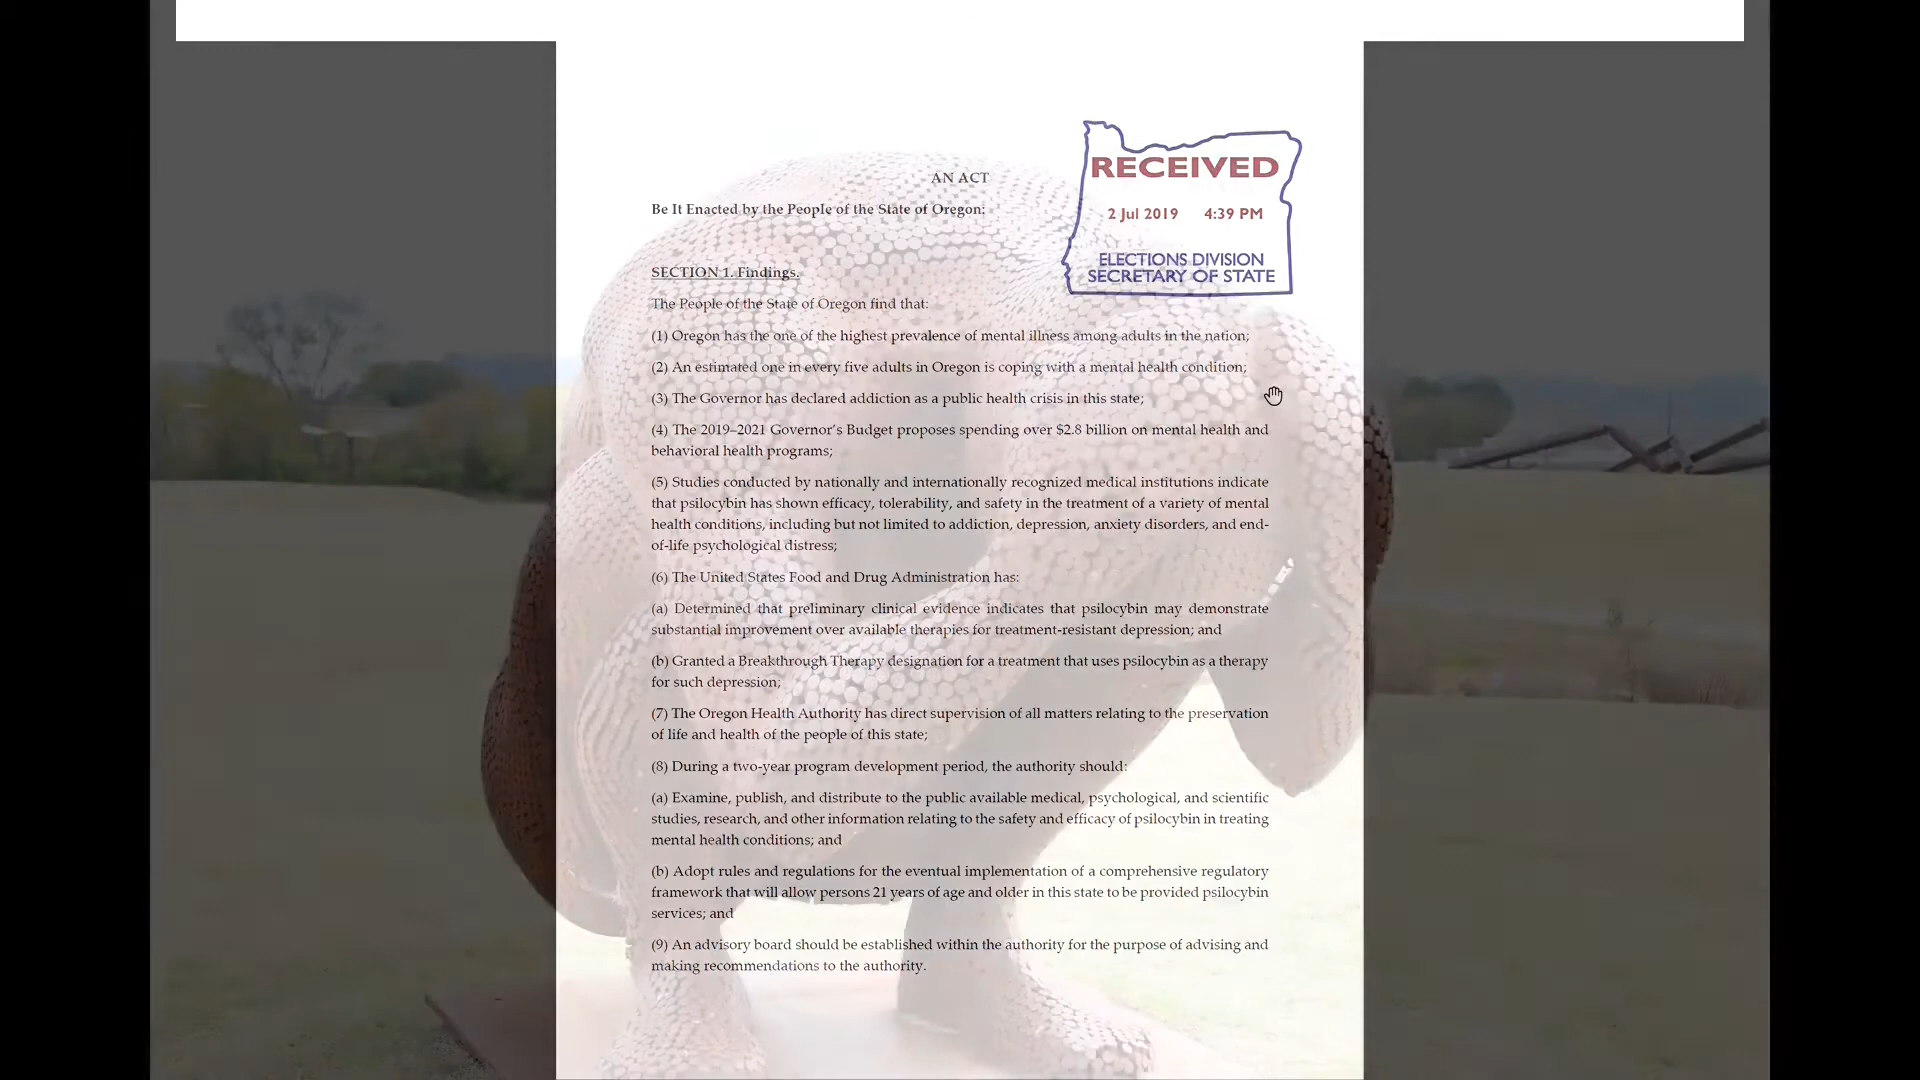 AN ACT
Be It Enacted by the People of the State of Oregon:
RECEIVED
2 Jul 2019 4:39 PM
ELECTIONS DIVISION
SECRETARY OF STATE
SECTION 1. Findings.
The People of the State of Oregon find that:
(1) Oregon has the one of the highest prevalence of mental illness among adults in the nation;
(2) An estimated one in every five adults in Oregon is coping with a mental health condition;
(3) The Governor has declared addiction as a public health crisis in this state;
(4) The 2019–2021 Governor's Budget proposes spending over $2.8 billion on mental health and
behavioral health programs;
(5) Studies conducted by nationally and internationally recognized medical institutions indicate
that psilocybin has shown efficacy, tolerability, and safety in the treatment of a variety of mental
health conditions, including but not limited to addiction, depression, anxiety disorders, and end-
of-life psychological distress;
(6) The United States Food and Drug Administration has:
(a) Determined that preliminary clinical evidence indicates that psilocybin may demonstrate
substantial improvement over available therapies for treatment-resistant depression; and
(b) Granted a Breakthrough Therapy designation for a treatment that uses psilocybin as a therapy
for such depression;
(7) The Oregon Health Authority has direct supervision of all matters relating to the preservation
of life and health of the people of this state;
(8) During a two-year program development period, the authority should:
(a) Examine, publish, and distribute to the public available medical, psychological, and scientific
studies, research, and other information relating to the safety and efficacy of psilocybin in treating
mental health conditions; and
(b) Adopt rules and regulations for the eventual implementation of a comprehensive regulatory
framework that will allow persons 21 years of age and older in this state to be provided psilocybin
services; and
(9) An advisory board should be established within the authority for the purpose of advising and
making recommendations to the authority.